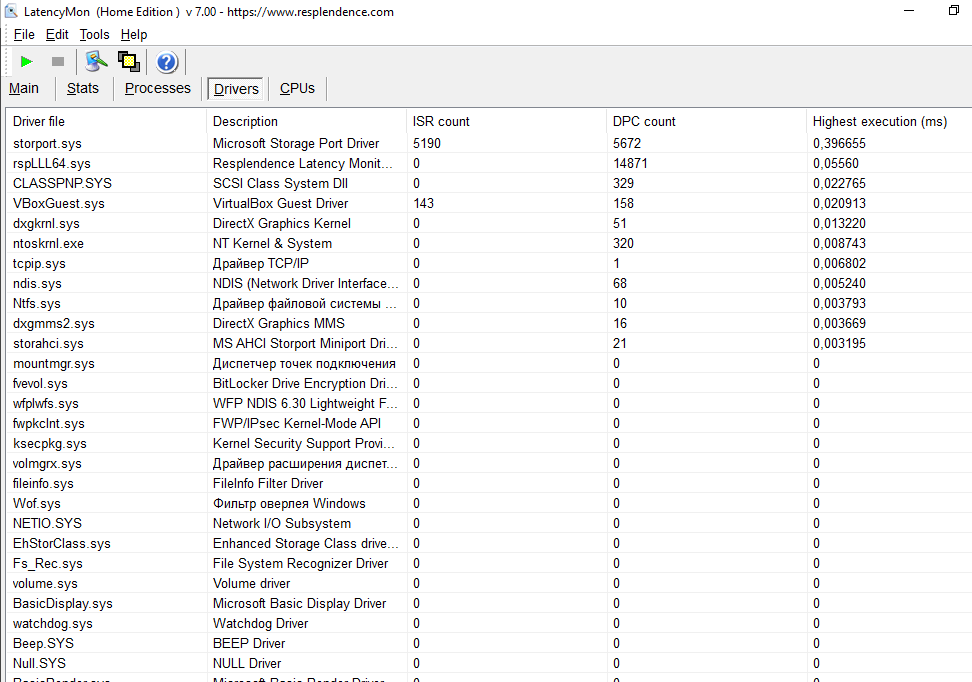 LatencyMon (Home Edition ) v 7.00 - https://www.resplendence.com
File Edit Tools Help
Main Stats Processes Drivers CPUs
Driver file Description ISR count DPC count Highest execution (ms)
storport.sys Microsoft Storage Port Driver 5190 5672 0,396655
rspLLL64.sys Resplendence Latency Monit... 0 14871 0,05560
CLASSPNP.SYS SCSI Class System Dll 0 329 0,022765
VBoxGuest.sys VirtualBox Guest Driver 143 158 0,020913
dxgkrnl.sys DirectX Graphics Kernel 0 51 0,013220
ntoskrnl.exe NT Kernel & System 0 320 0,008743
tcpip.sys Драйвер TCP/IP 0 1 0,006802
ndis.sys NDIS (Network Driver Interface... 0 68 0,005240
Ntfs.sys Драйвер файловой системы ... 0 10 0,003793
dxgmms2.sys DirectX Graphics MMS 0 16 0,003669
storahci.sys MS AHCI Storport Miniport Dri... 0 21 0,003195
mountmgr.sys Диспетчер точек подключения 0 0 0
fvevol.sys BitLocker Drive Encryption Dri... 0 0 0
wfplwfs.sys WFP NDIS 6.30 Lightweight F... 0 0 0
fwpkclnt.sys FWP/IPsec Kernel-Mode API 0 0 0
ksecpkg.sys Kernel Security Support Provi... 0 0 0
volmgrx.sys Драйвер расширения диспет... 0 0 0
fileinfo.sys FileInfo Filter Driver 0 0 0
Wof.sys Фильтр оверлея Windows 0 0 0
NETIO.SYS Network I/O Subsystem 0 0 0
EhStorClass.sys Enhanced Storage Class drive... 0 0 0
Fs_Rec.sys File System Recognizer Driver 0 0 0
volume.sys Volume driver 0 0 0
BasicDisplay.sys Microsoft Basic Display Driver 0 0 0
watchdog.sys Watchdog Driver 0 0 0
Beep.SYS BEEP Driver 0 0 0
Null.SYS NULL Driver 0 0 0
BasicRender.sys Microsoft Basic Render Driver 0 0 0